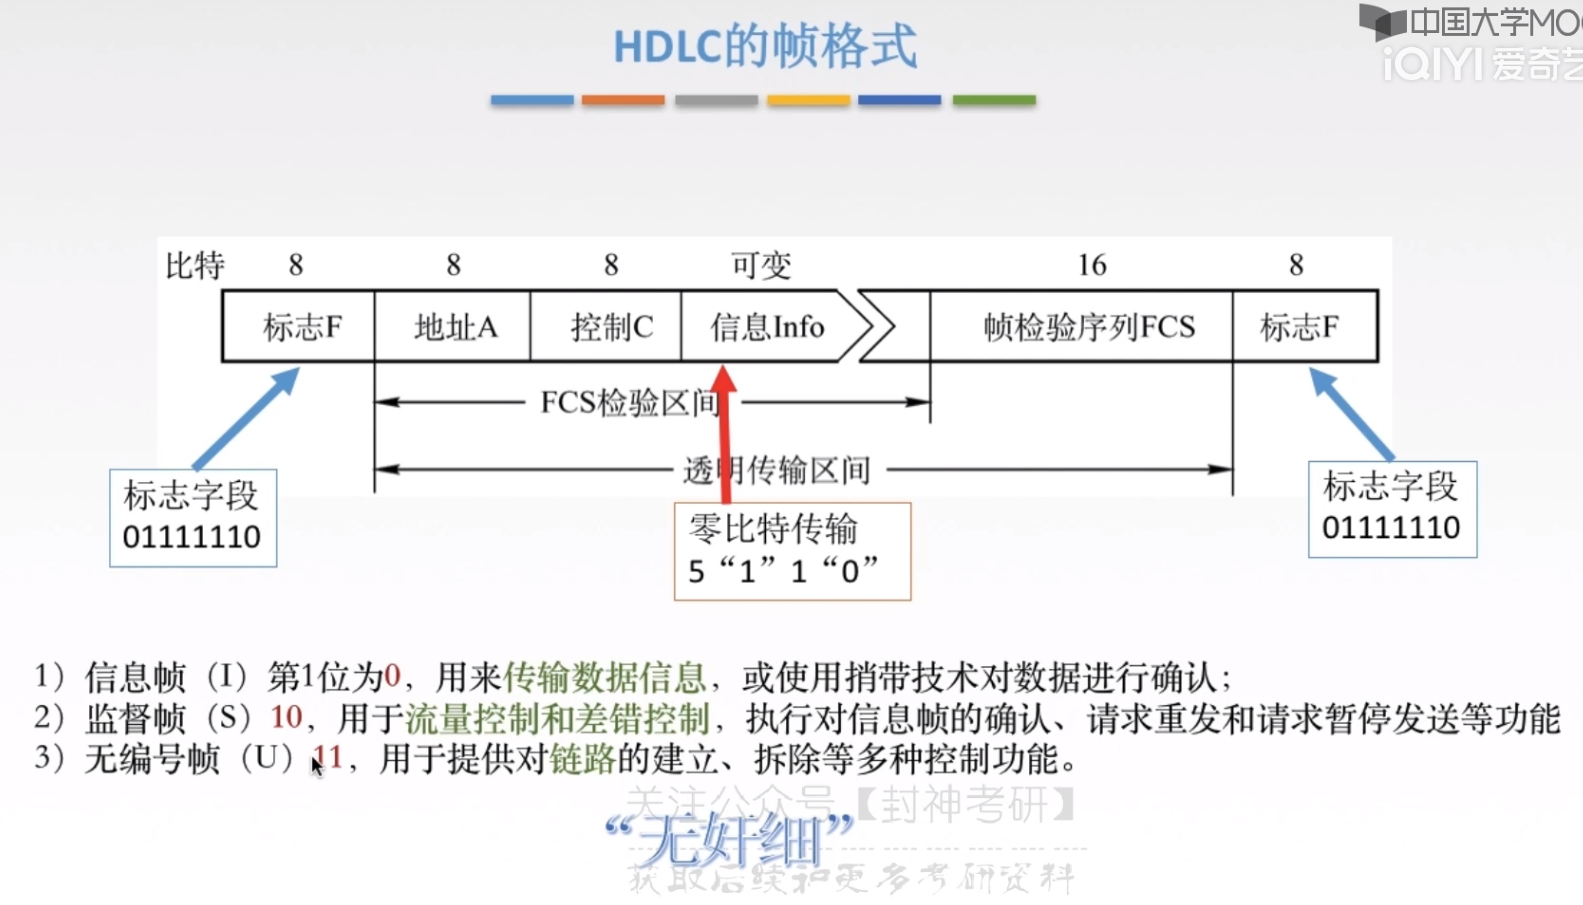 中国大学MOO
iQIYI 爱奇艺
HDLC的帧格式
比特 8 8 8 可变 16 8
标志F 地址A 控制C 信息Info 帧检验序列FCS 标志F
FCS检验区间
透明传输区间
标志字段
01111110
零比特传输
5“1”1“0”
标志字段
01111110
1）信息帧（I）第1位为0，用来传输数据信息，或使用捎带技术对数据进行确认；
2）监督帧（S）10，用于流量控制和差错控制，执行对信息帧的确认、请求重发和请求暂停发送等功能
3）无编号帧（U）11，用于提供对链路的建立、拆除等多种控制功能。
关注公众号【封神考研】
“无奸细”
获取后续和更多考研资料